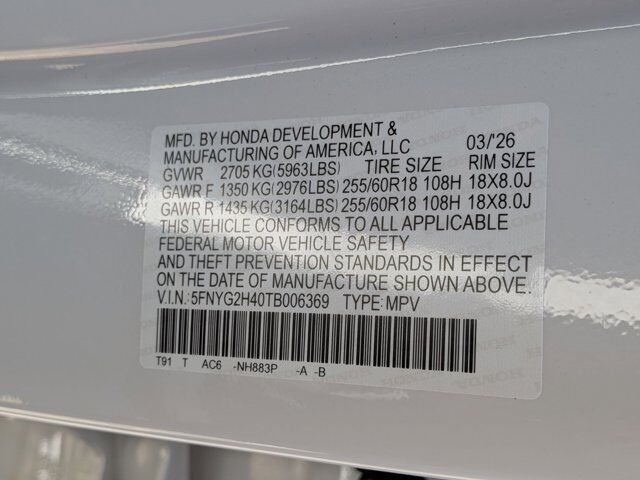 MFD. BY HONDA DEVELOPMENT & 03/'26
MANUFACTURING OF AMERICA, LLC
GVWR 2705 KG(5963LBS) TIRE SIZE RIM SIZE
GAWR F 1350 KG(2976LBS) 255/60R18 108H 18X8.0J
GAWR R 1435 KG(3164LBS) 255/60R18 108H 18X8.0J
THIS VEHICLE CONFORMS TO ALL APPLICABLE
FEDERAL MOTOR VEHICLE SAFETY
AND THEFT PREVENTION STANDARDS IN EFFECT
ON THE DATE OF MANUFACTURE SHOWN ABOVE.
V.I.N.: 5FNYG2H40TB006369 TYPE: MPV
T91 T AC6 -NH883P -A -B